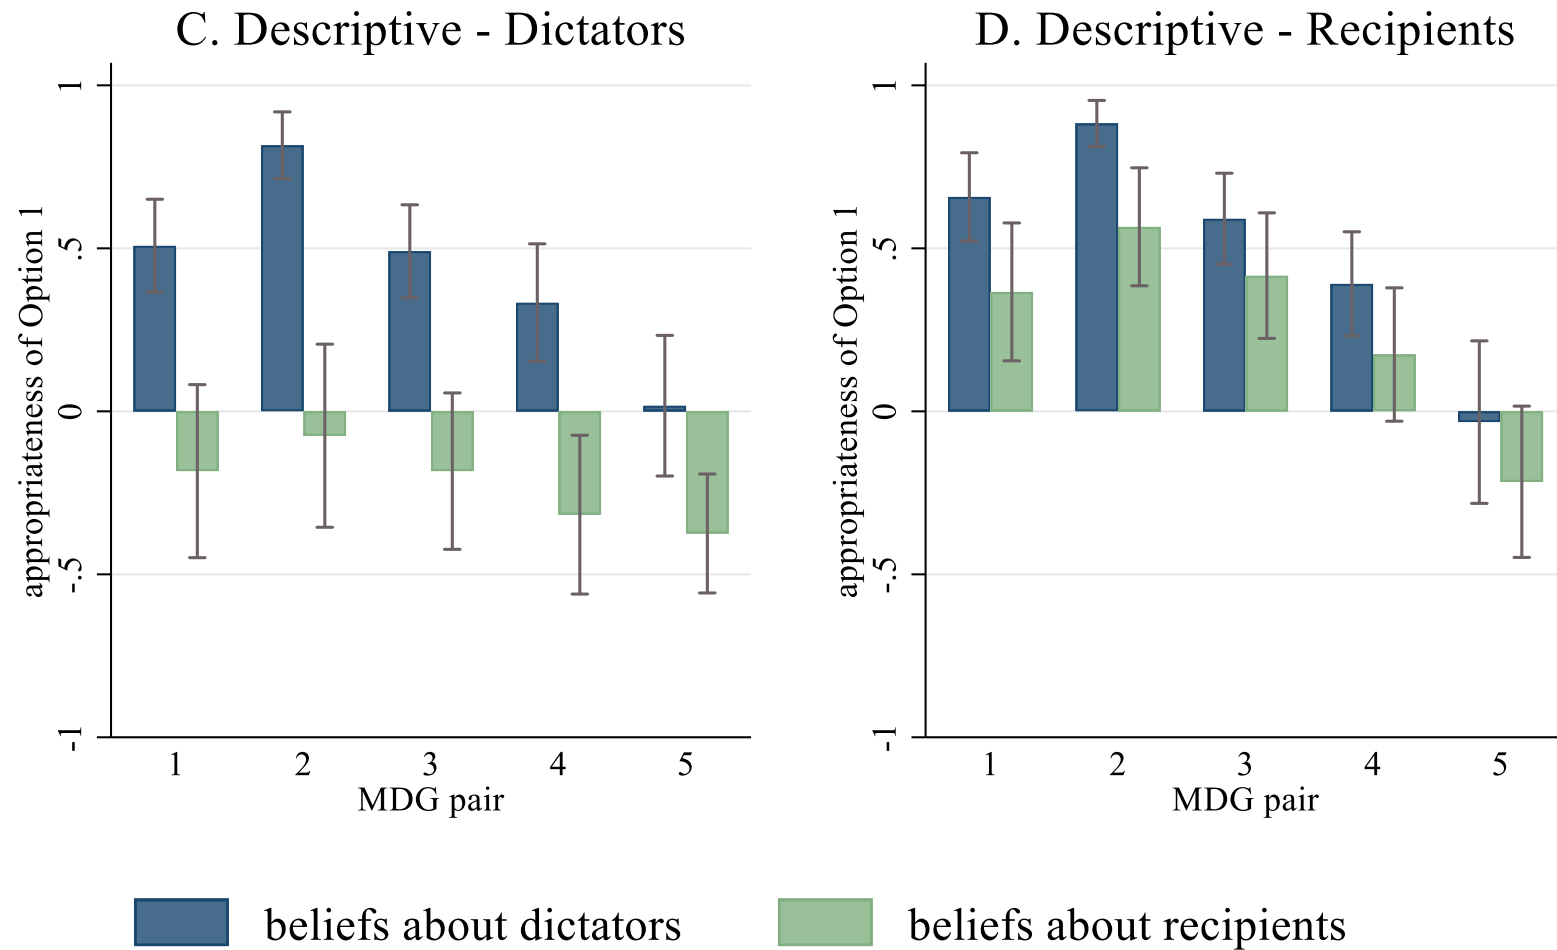 C. Descriptive - Dictators
appropriateness of Option 1
1
.5
0
-.5
-1
1 2 3 4 5
MDG pair
D. Descriptive - Recipients
appropriateness of Option 1
1
.5
0
-.5
-1
1 2 3 4 5
MDG pair
beliefs about dictators
beliefs about recipients